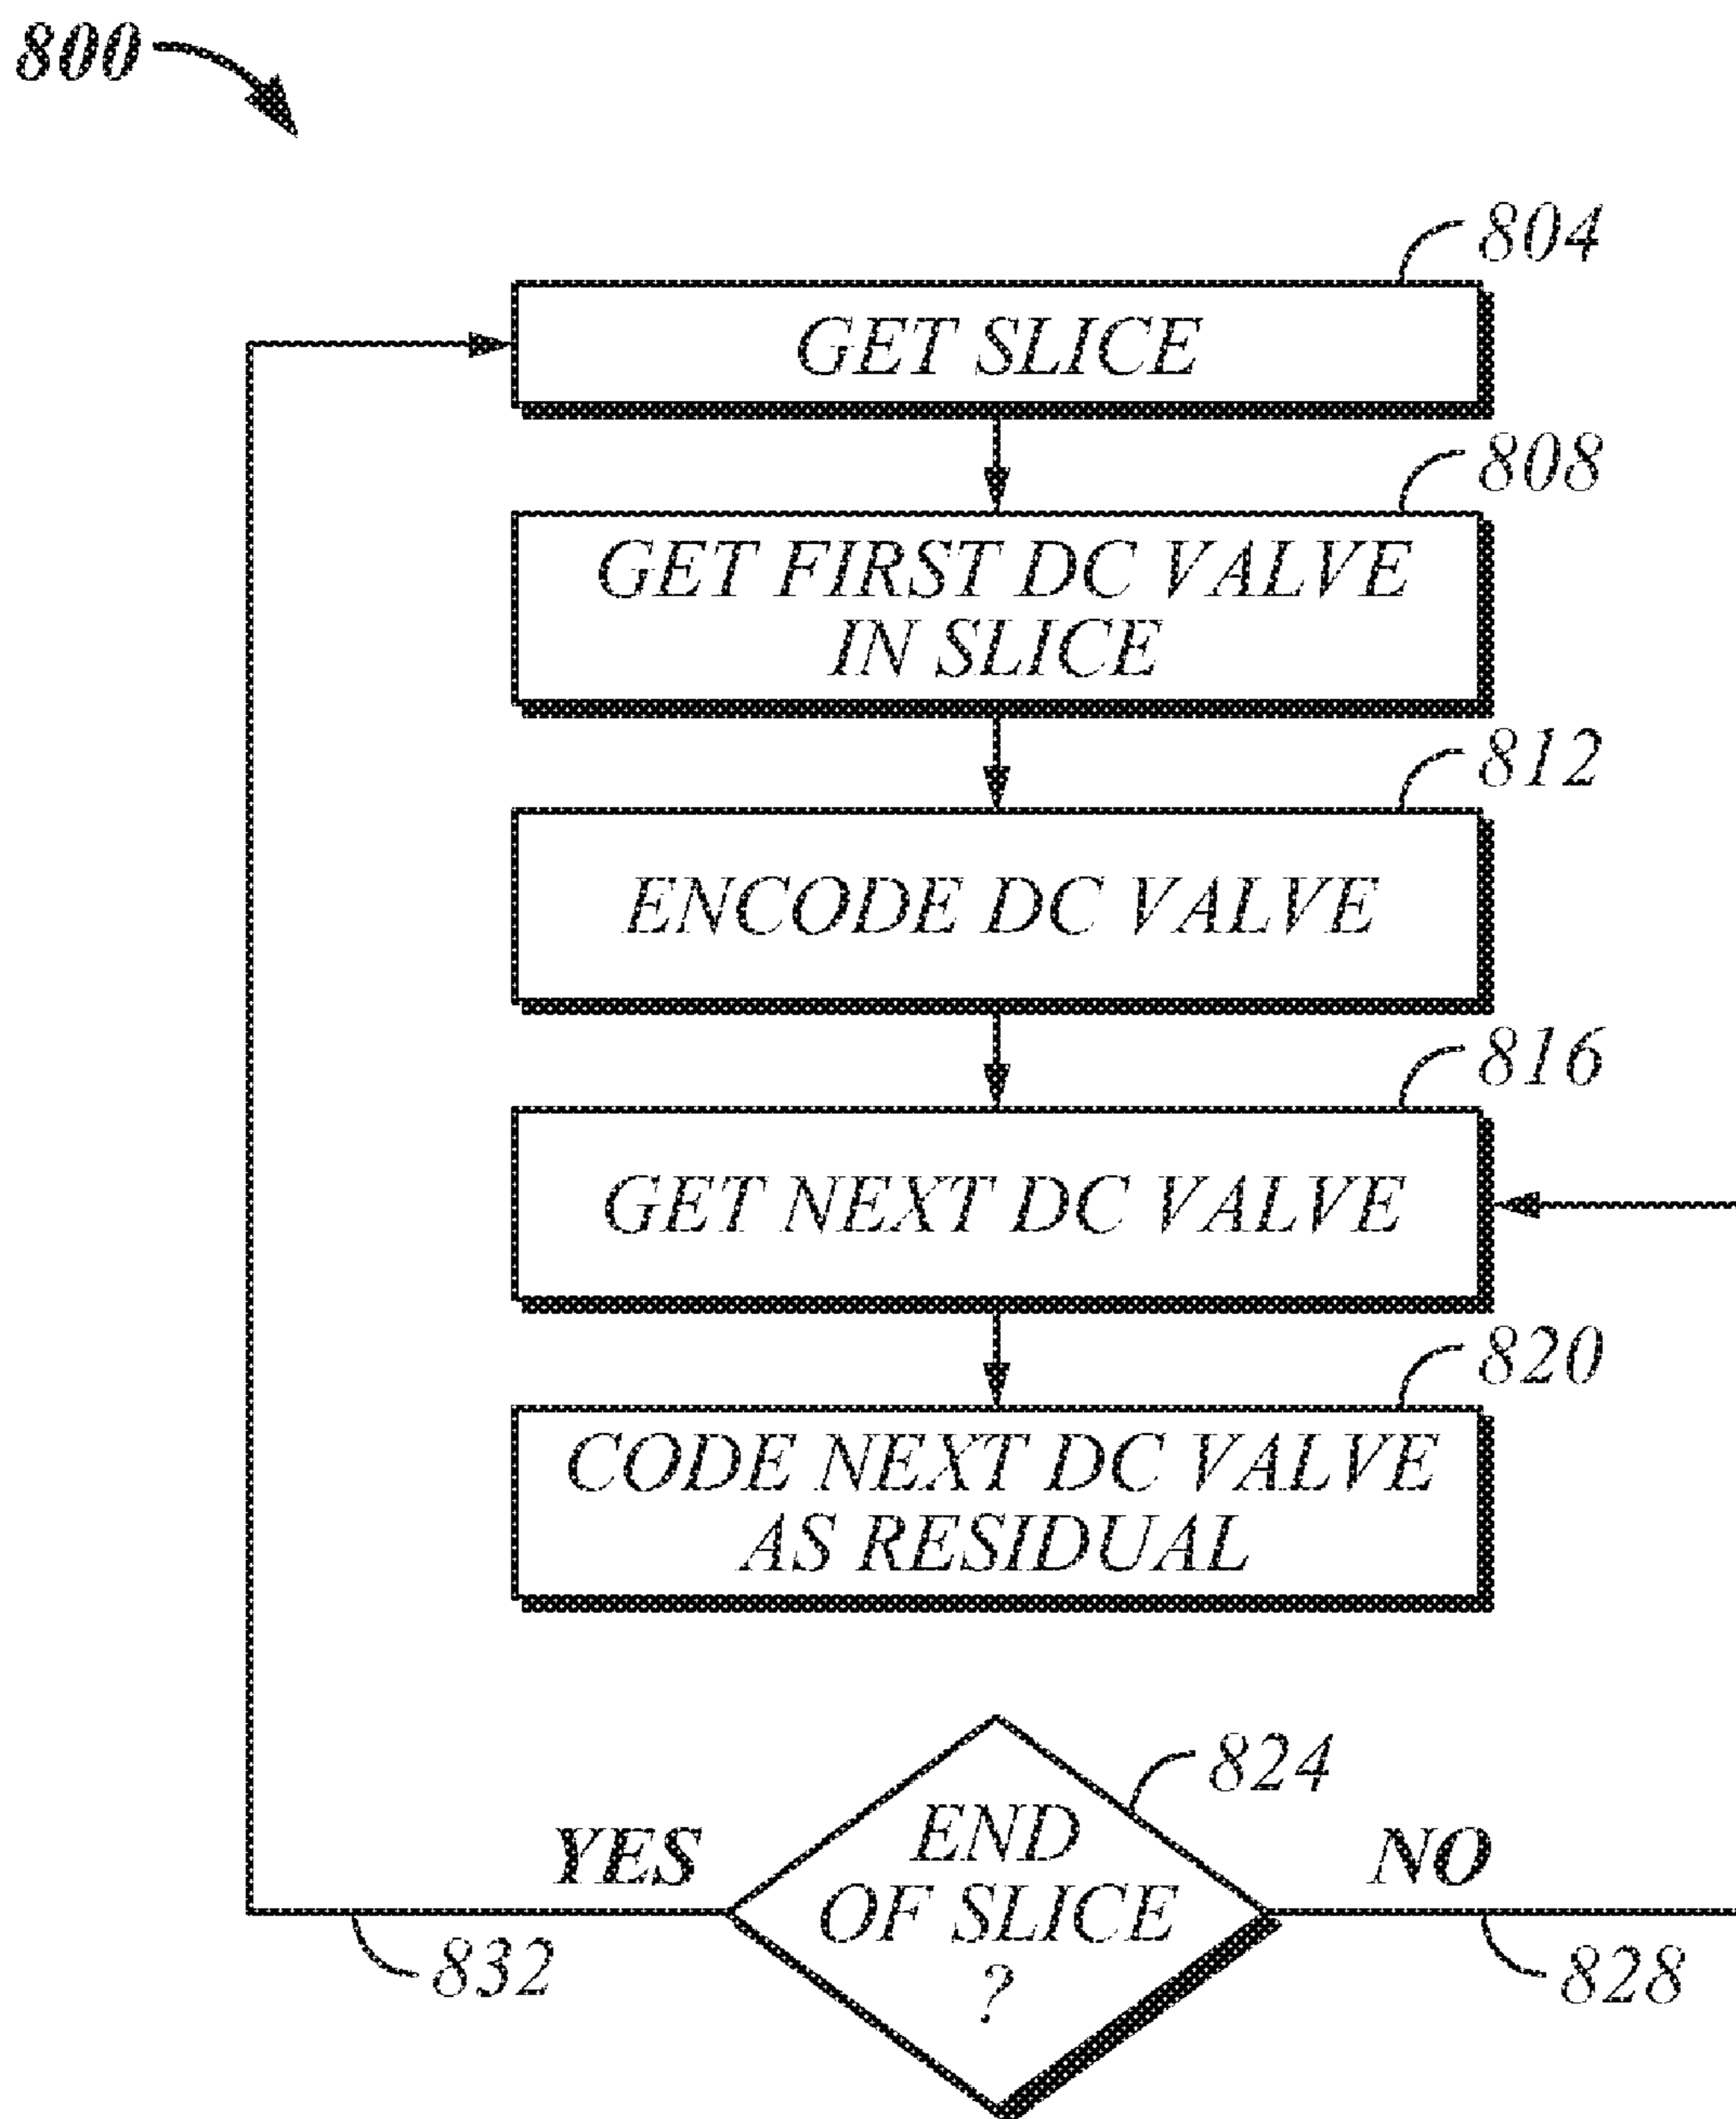 800
804
GET SLICE
808
GET FIRST DC VALVE
IN SLICE
812
ENCODE DC VALVE
816
GET NEXT DC VALVE
820
CODE NEXT DC VALVE
AS RESIDUAL
824
END
OF SLICE
?
YES
NO
832
828